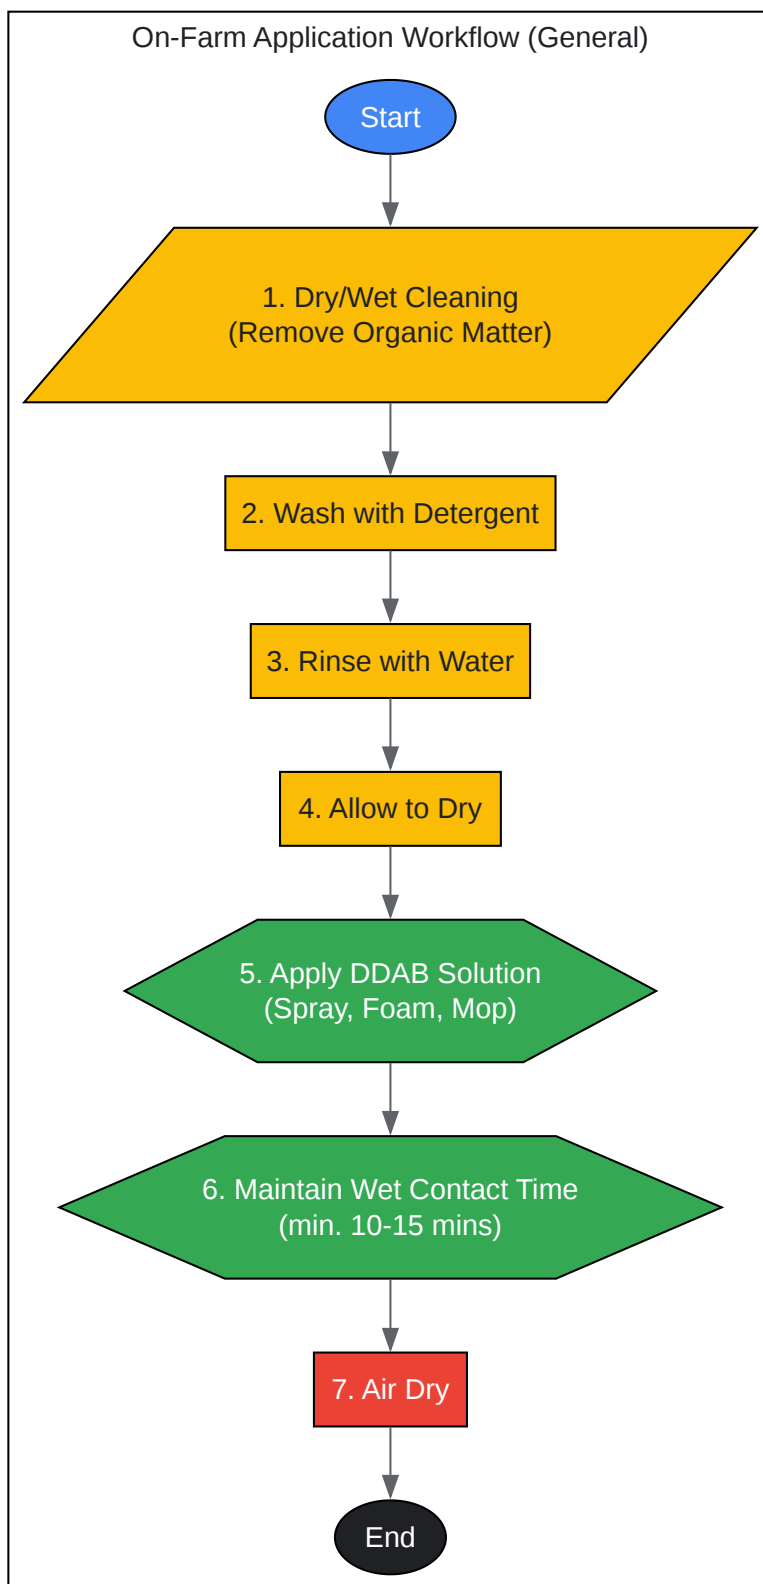 On-Farm Application Workflow (General)
Start
1. Dry/Wet Cleaning
(Remove Organic Matter)
2. Wash with Detergent
3. Rinse with Water
4. Allow to Dry
5. Apply DDAB Solution
(Spray, Foam, Mop)
6. Maintain Wet Contact Time
(min. 10-15 mins)
7. Air Dry
End